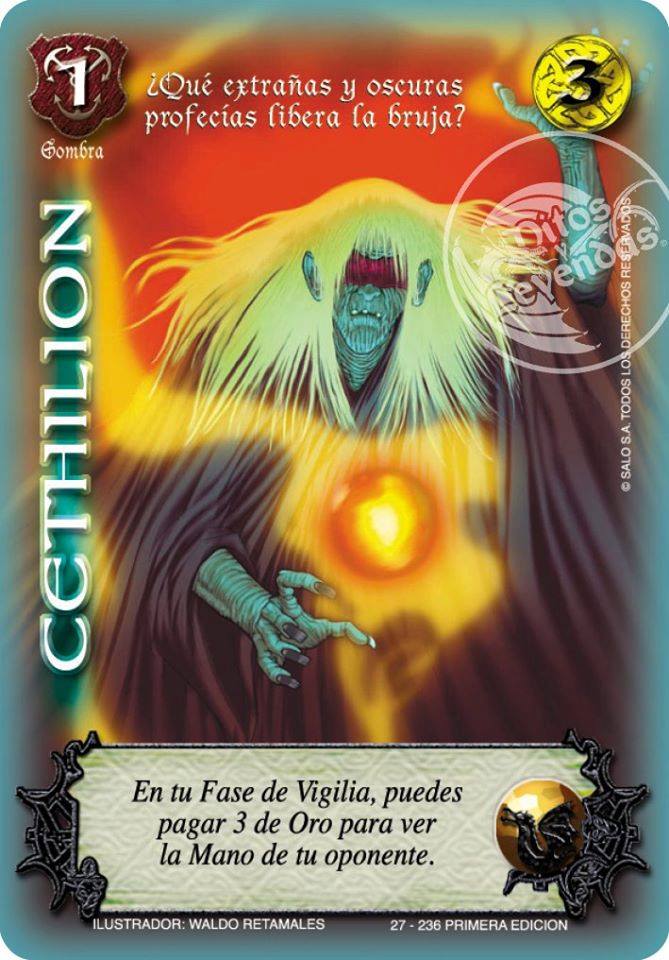 1
Sombra
¿Qué extrañas y oscuras
profecías libera la bruja?
3
CETHILION
Mitos
y
Leyendas
© SALO S.A. TODOS LOS DERECHOS RESERVADOS
En tu Fase de Vigilia, puedes
pagar 3 de Oro para ver
la Mano de tu oponente.
ILUSTRADOR: WALDO RETAMALES
27 - 236 PRIMERA EDICION